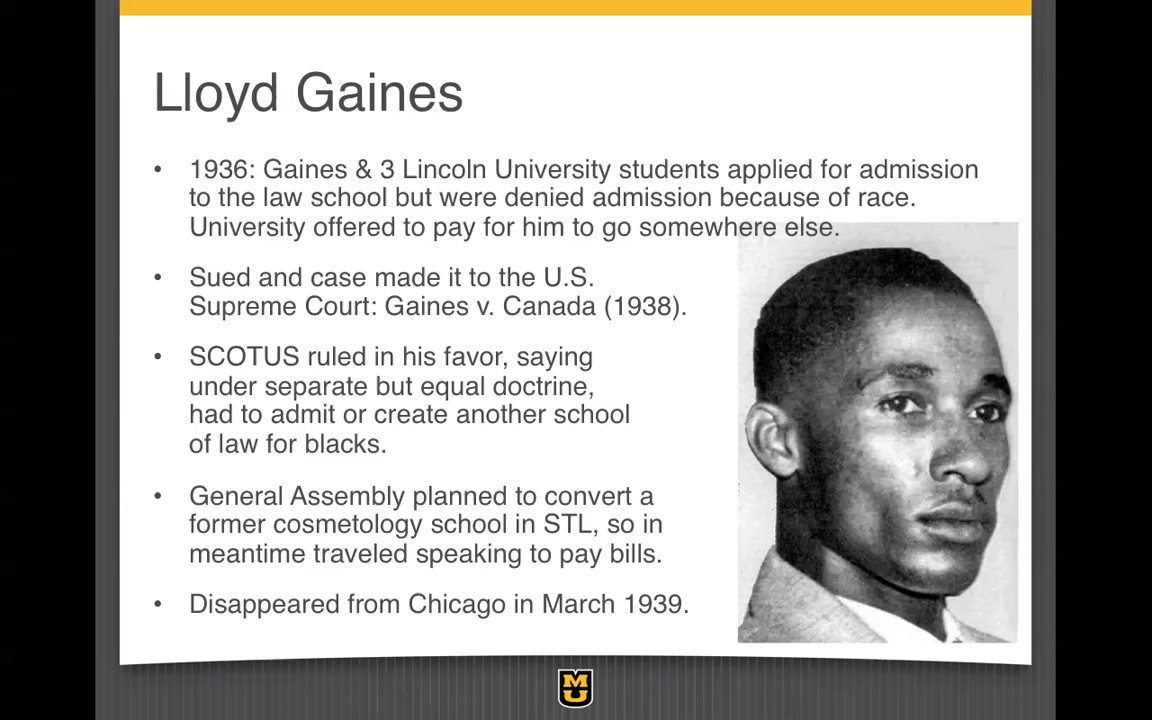 Lloyd Gaines
• 1936: Gaines & 3 Lincoln University students applied for admission
to the law school but were denied admission because of race.
University offered to pay for him to go somewhere else.
• Sued and case made it to the U.S.
Supreme Court: Gaines v. Canada (1938).
• SCOTUS ruled in his favor, saying
under separate but equal doctrine,
had to admit or create another school
of law for blacks.
• General Assembly planned to convert a
former cosmetology school in STL, so in
meantime traveled speaking to pay bills.
• Disappeared from Chicago in March 1939.
MU